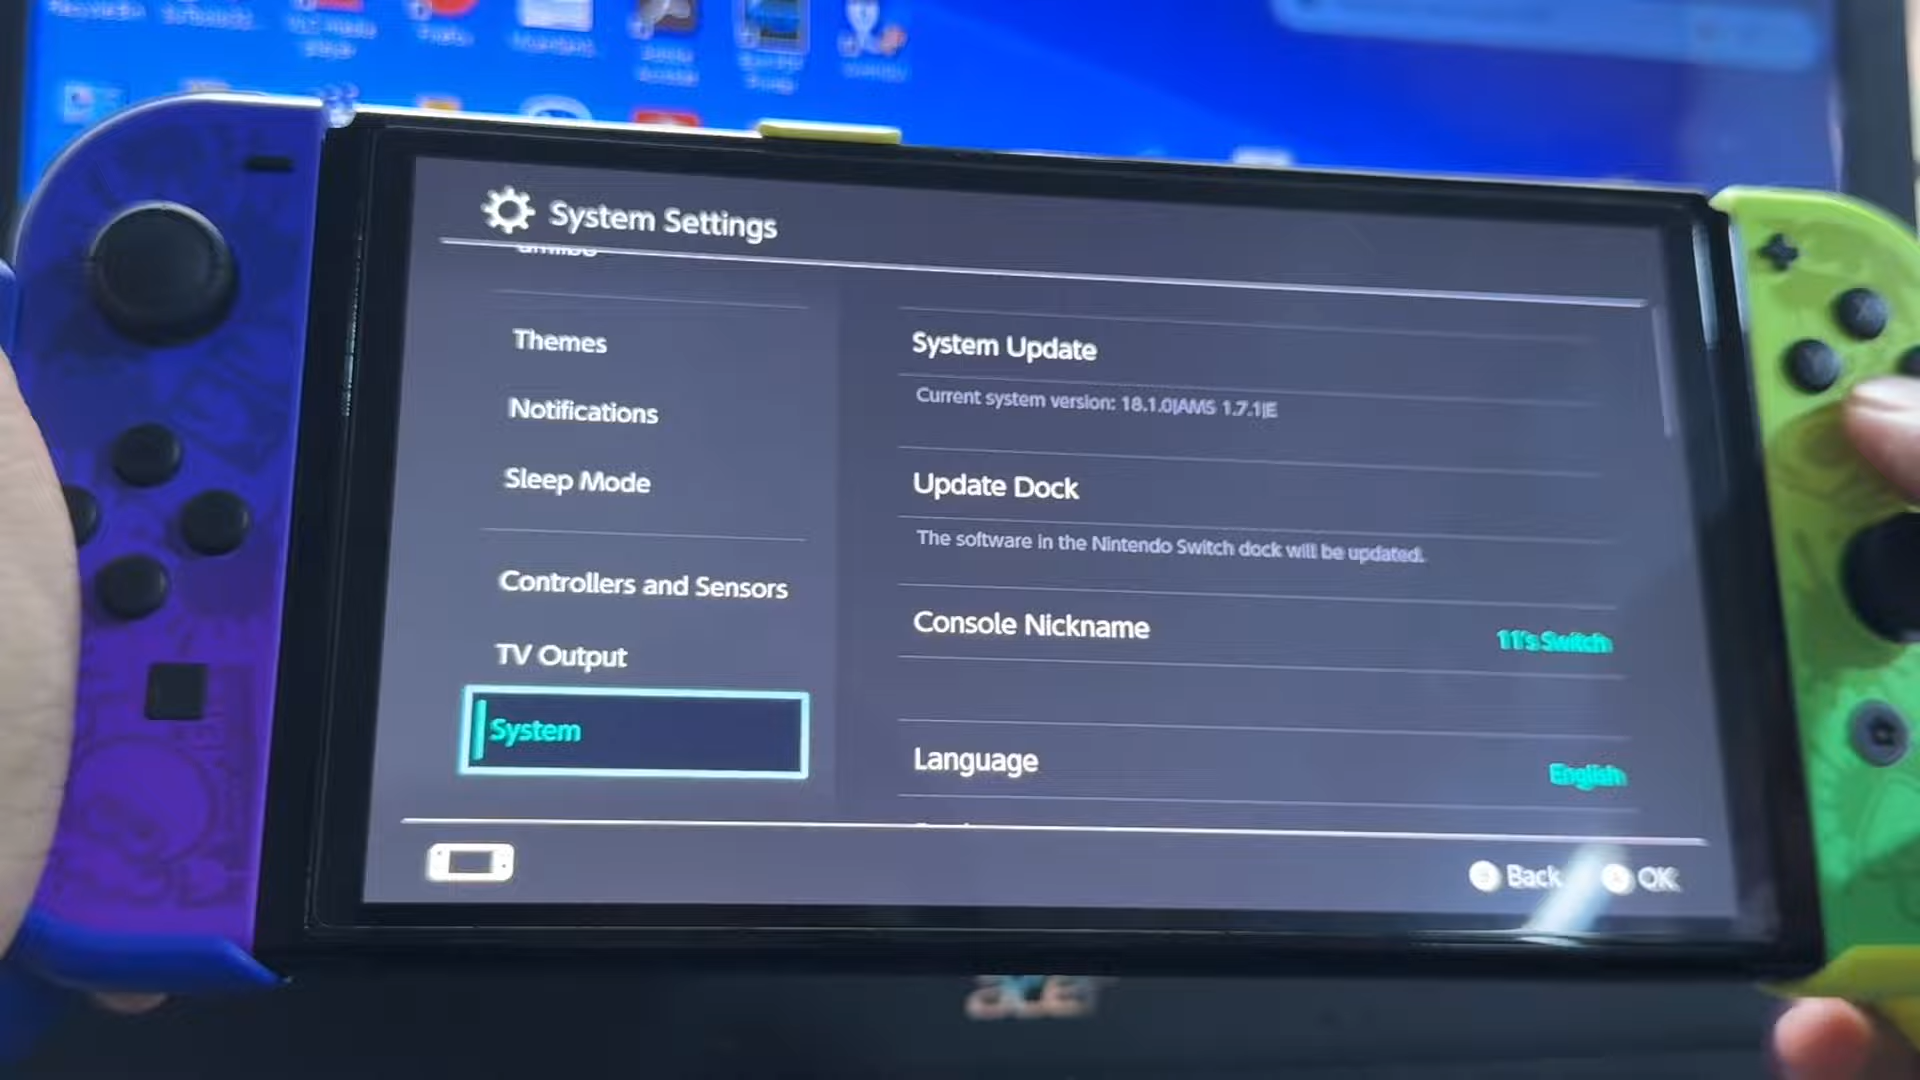 System Settings
amiibo
Themes
Notifications
Sleep Mode
Controllers and Sensors
TV Output
System
System Update
Current system version: 18.1.0|AMS 1.7.1|E
Update Dock
The software in the Nintendo Switch dock will be updated.
Console Nickname
11's Switch
Language
English
Back
OK
acer